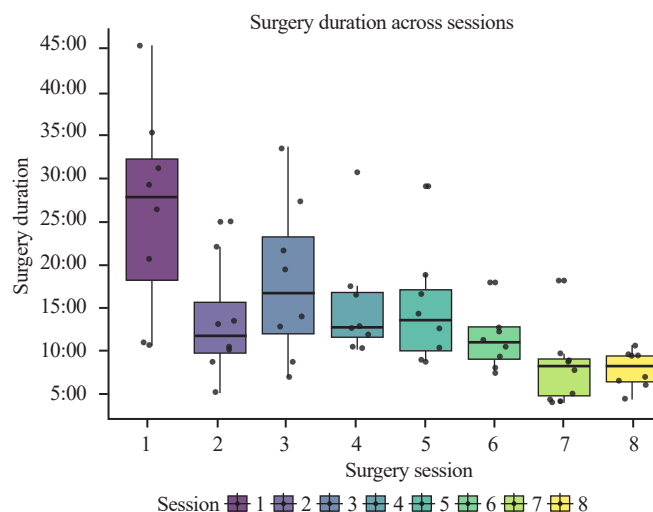 Surgery duration across sessions
45:00
40:00
35:00
30:00
25:00
20:00
15:00
10:00
5:00
Surgery duration
1 2 3 4 5 6 7 8
Surgery session
Session 1 2 3 4 5 6 7 8